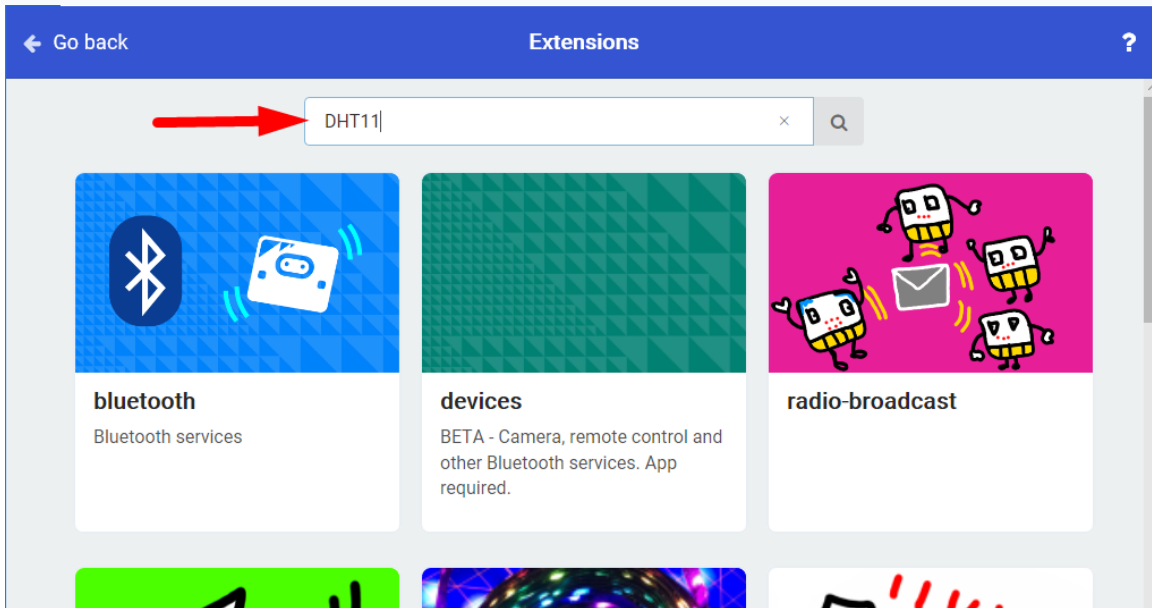 Go back
Extensions
?
DHT11
×
bluetooth
Bluetooth services
devices
BETA - Camera, remote control and
other Bluetooth services. App
required.
radio-broadcast